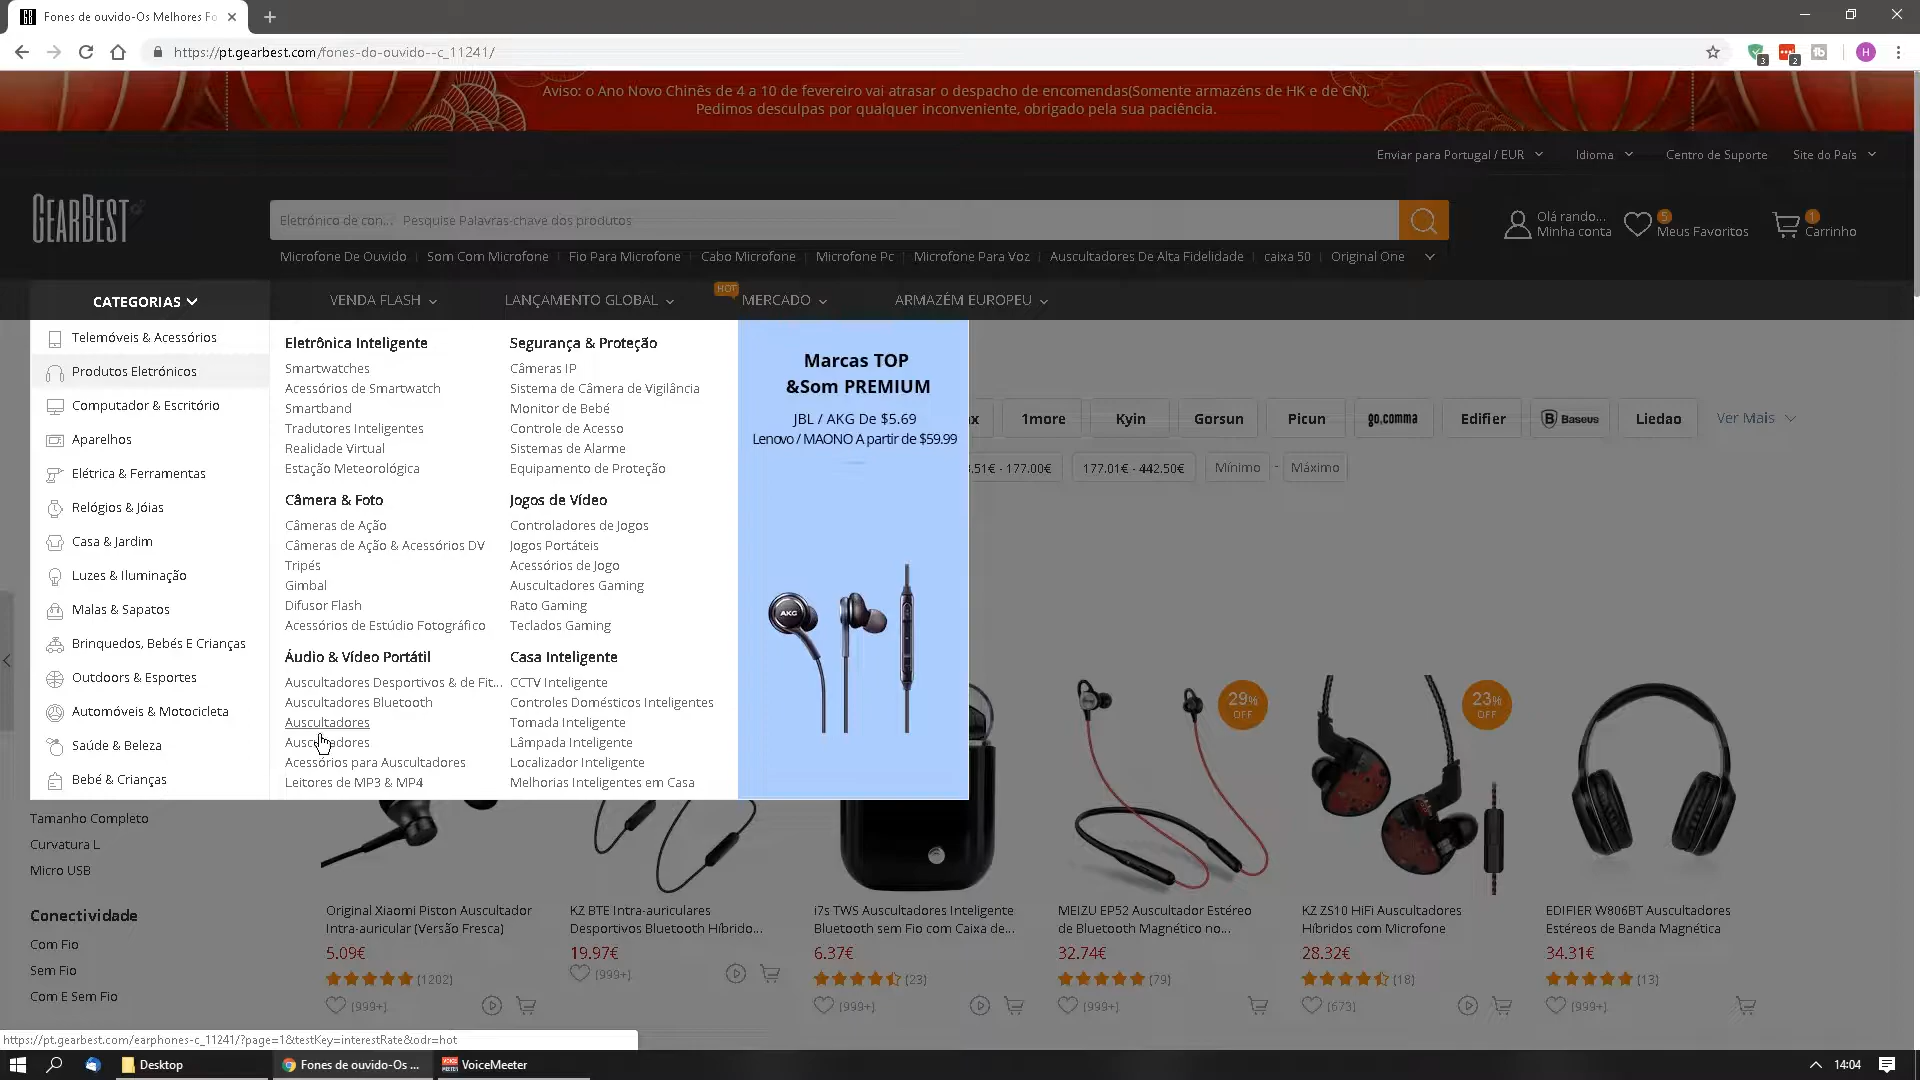 Fones de ouvido-Os Melhores Fo
https://pt.gearbest.com/fones-do-ouvido--c_11241/
3
2
H
Aviso: o Ano Novo Chinês de 4 a 10 de fevereiro vai atrasar o despacho de encomendas(Somente armazéns de HK e de CN).
Pedimos desculpas por qualquer inconveniente, obrigado pela sua paciência.
Enviar para Portugal / EUR
Idioma
Centro de Suporte
Site do País
GEARBEST
Eletrónico de con... Pesquise Palavras-chave dos produtos
Olá rando...
Minha conta
5
Meus Favoritos
1
Carrinho
Microfone De Ouvido
Som Com Microfone
Fio Para Microfone
Cabo Microfone
Microfone Pc
Microfone Para Voz
Auscultadores De Alta Fidelidade
caixa 50
Original One
CATEGORIAS
VENDA FLASH
LANÇAMENTO GLOBAL
HOT
MERCADO
ARMAZÉM EUROPEU
Telemóveis & Acessórios
Produtos Eletrónicos
Computador & Escritório
Aparelhos
Elétrica & Ferramentas
Relógios & Jóias
Casa & Jardim
Luzes & Iluminação
Malas & Sapatos
Brinquedos, Bebés E Crianças
Outdoors & Esportes
Automóveis & Motocicleta
Saúde & Beleza
Bebé & Crianças
Eletrônica Inteligente
Smartwatches
Acessórios de Smartwatch
Smartband
Tradutores Inteligentes
Realidade Virtual
Estação Meteorológica
Câmera & Foto
Câmeras de Ação
Câmeras de Ação & Acessórios DV
Tripés
Gimbal
Difusor Flash
Acessórios de Estúdio Fotográfico
Áudio & Vídeo Portátil
Auscultadores Desportivos & de Fit...
Auscultadores Bluetooth
Auscultadores
Auscultadores
Acessórios para Auscultadores
Leitores de MP3 & MP4
Segurança & Proteção
Câmeras IP
Sistema de Câmera de Vigilância
Monitor de Bebé
Controle de Acesso
Sistemas de Alarme
Equipamento de Proteção
Jogos de Vídeo
Controladores de Jogos
Jogos Portáteis
Acessórios de Jogo
Auscultadores Gaming
Rato Gaming
Teclados Gaming
Casa Inteligente
CCTV Inteligente
Controles Domésticos Inteligentes
Tomada Inteligente
Lâmpada Inteligente
Localizador Inteligente
Melhorias Inteligentes em Casa
Marcas TOP
&Som PREMIUM
JBL / AKG De $5.69
Lenovo / MAONO A partir de $59.99
AKG
1more
Kyin
Gorsun
Picun
go.comma
Edifier
Baseus
Liedao
Ver Mais
.51€ - 177.00€
177.01€ - 442.50€
Mínimo - Máximo
29% OFF
23% OFF
Tamanho Completo
Curvatura L
Micro USB
Conectividade
Com Fio
Sem Fio
Com E Sem Fio
Original Xiaomi Piston Auscultador
Intra-auricular (Versão Fresca)
5.09€
(1202)
(999+)
KZ BTE Intra-auriculares
Desportivos Bluetooth Híbrido...
19.97€
(999+)
i7s TWS Auscultadores Inteligente
Bluetooth sem Fio com Caixa de...
6.37€
(23)
(999+)
MEIZU EP52 Auscultador Estéreo
de Bluetooth Magnético no...
32.74€
(79)
(999+)
KZ ZS10 HiFi Auscultadores
Híbridos com Microfone
28.32€
(18)
(673)
EDIFIER W806BT Auscultadores
Estéreos de Banda Magnética
34.31€
(13)
(999+)
https://pt.gearbest.com/earphones-c_11241/?page=1&testKey=interestRate&odr=hot
Desktop
Fones de ouvido-Os ...
VoiceMeeter
14:04